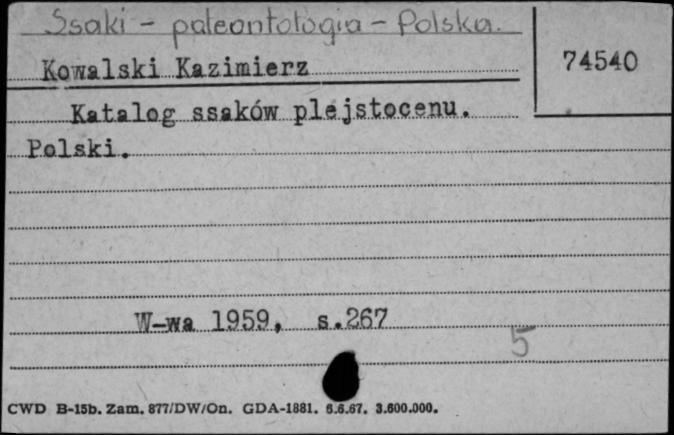 Ssaki - paleontologia - Polska.
74540
Kowalski Kazimierz
Katalog ssaków plejstocenu.
Polski.
W-wa 1959, s.267
5
CWD B-15b. Zam. 877/DW/On. GDA-1881. 6.6.67. 3.600.000.